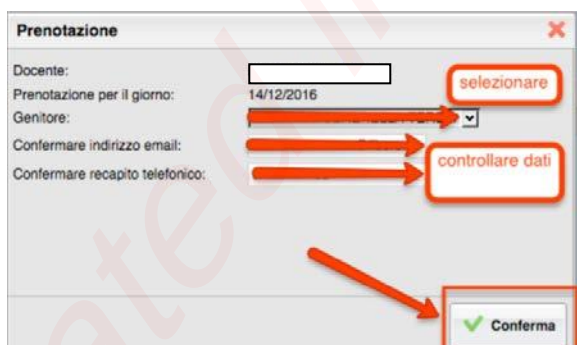 Prenotazione
Docente:
selezionare
Prenotazione per il giorno: 14/12/2016
Genitore:
Confermare indirizzo email:
controllare dati
Confermare recapito telefonico:
Conferma